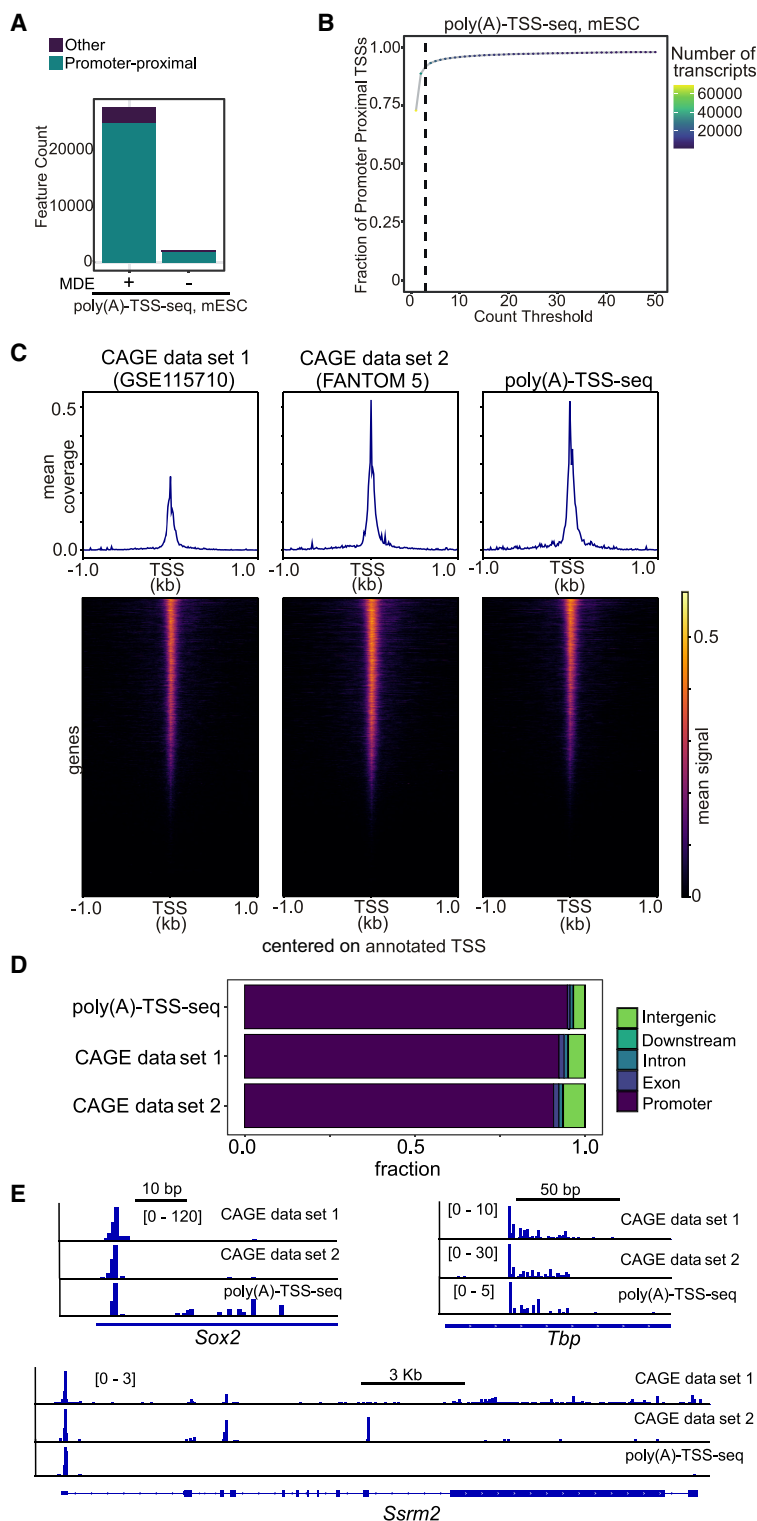 A
Other
Promoter-proximal
Feature Count
20000
10000
0
MDE + -
poly(A)-TSS-seq, mESC
B
poly(A)-TSS-seq, mESC
Fraction of Promoter Proximal TSSs
1.00
0.75
0.50
0.25
0
0 10 20 30 40 50
Count Threshold
Number of
transcripts
60000
40000
20000
C
CAGE data set 1
(GSE115710)
CAGE data set 2
(FANTOM 5)
poly(A)-TSS-seq
mean
coverage
0.5
0.0
-1.0 TSS 1.0
(kb)
-1.0 TSS 1.0
(kb)
-1.0 TSS 1.0
(kb)
genes
0.5
mean signal
0
-1.0 TSS 1.0
(kb)
-1.0 TSS 1.0
(kb)
-1.0 TSS 1.0
(kb)
centered on annotated TSS
D
poly(A)-TSS-seq
CAGE data set 1
CAGE data set 2
0.0 0.5 1.0
fraction
Intergenic
Downstream
Intron
Exon
Promoter
E
10 bp
[0 - 120]
CAGE data set 1
CAGE data set 2
poly(A)-TSS-seq
Sox2
50 bp
[0 - 10]
CAGE data set 1
[0 - 30]
CAGE data set 2
[0 - 5]
poly(A)-TSS-seq
Tbp
[0 - 3]
3 Kb
CAGE data set 1
CAGE data set 2
poly(A)-TSS-seq
Ssrm2